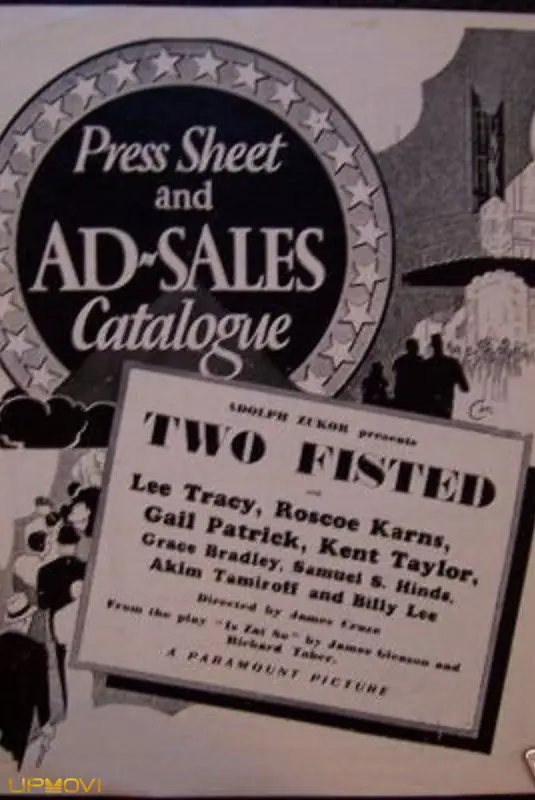 Press Sheet
and
AD-SALES
Catalogue
ADOLPH ZUKOR presents
TWO FISTED
Lee Tracy, Roscoe Karns,
Gail Patrick, Kent Taylor,
Grace Bradley, Samuel S. Hinds,
Akim Tamiroff and Billy Lee
Directed by James Cruze
From the play "Is Zat So" by James Gleason and
Richard Taber.
A PARAMOUNT PICTURE
UPMOVI